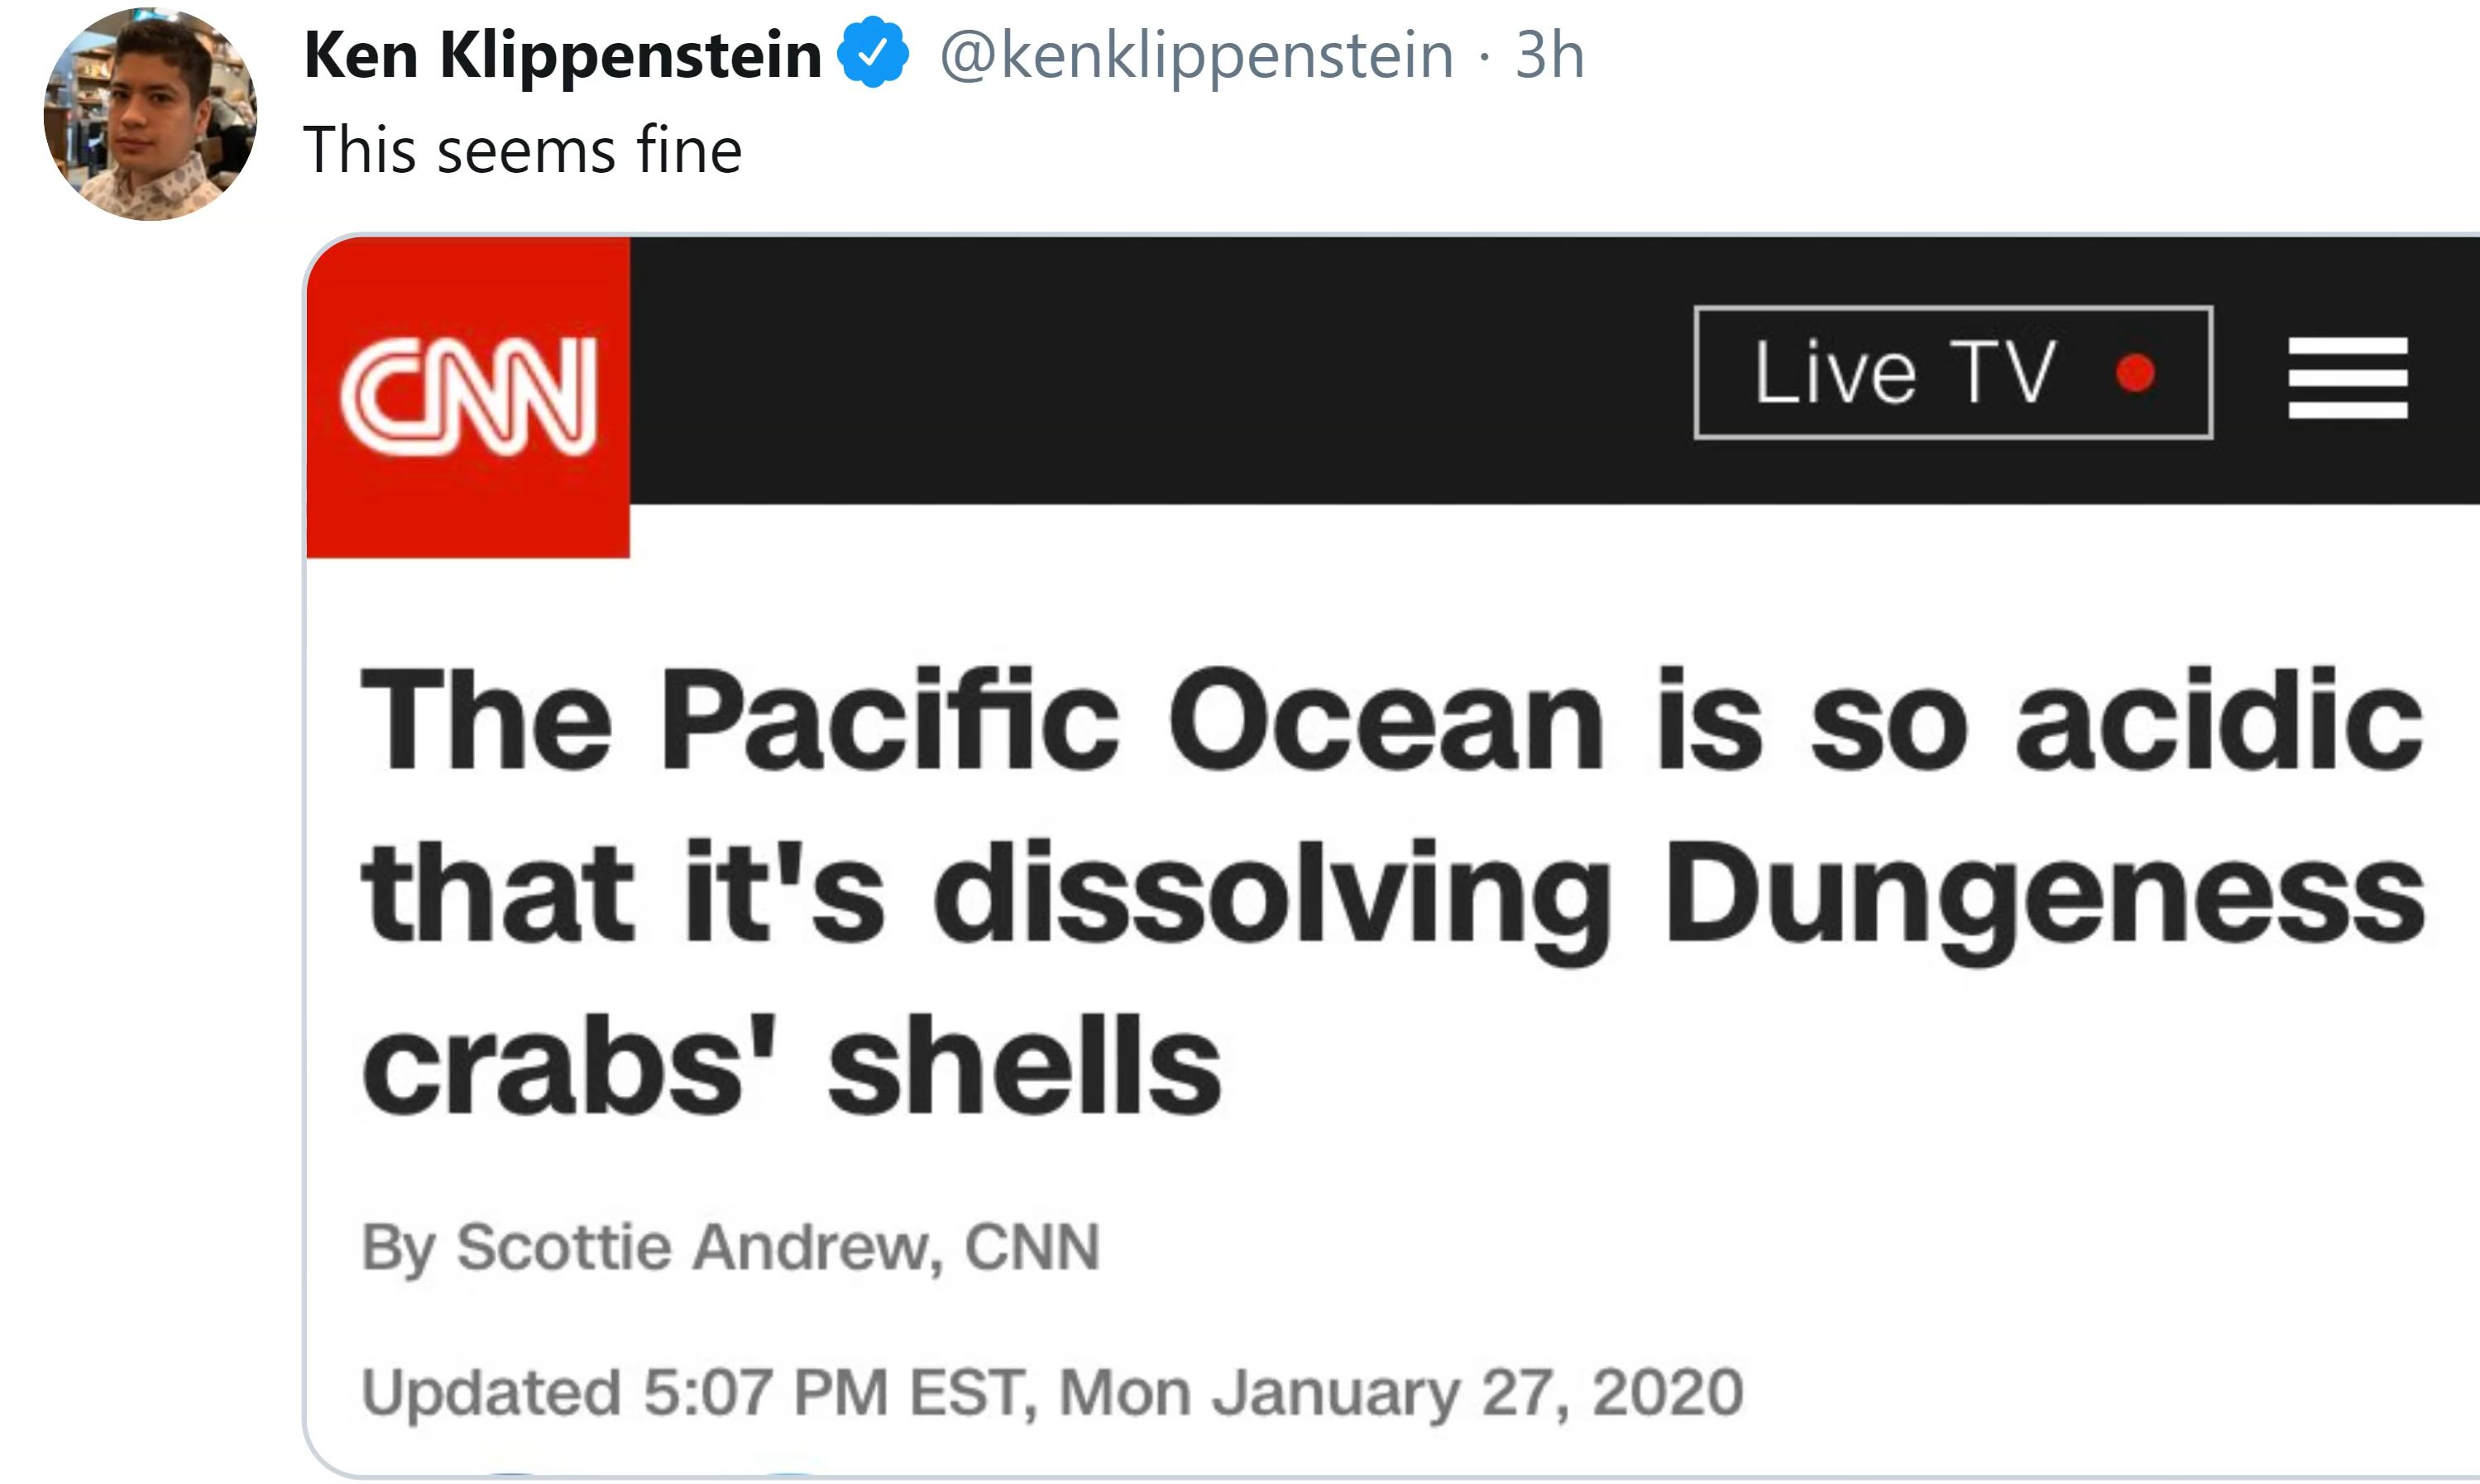 Ken Klippenstein @kenklippenstein · 3h
This seems fine
CNN
Live TV
The Pacific Ocean is so acidic
that it's dissolving Dungeness
crabs' shells
By Scottie Andrew, CNN
Updated 5:07 PM EST, Mon January 27, 2020